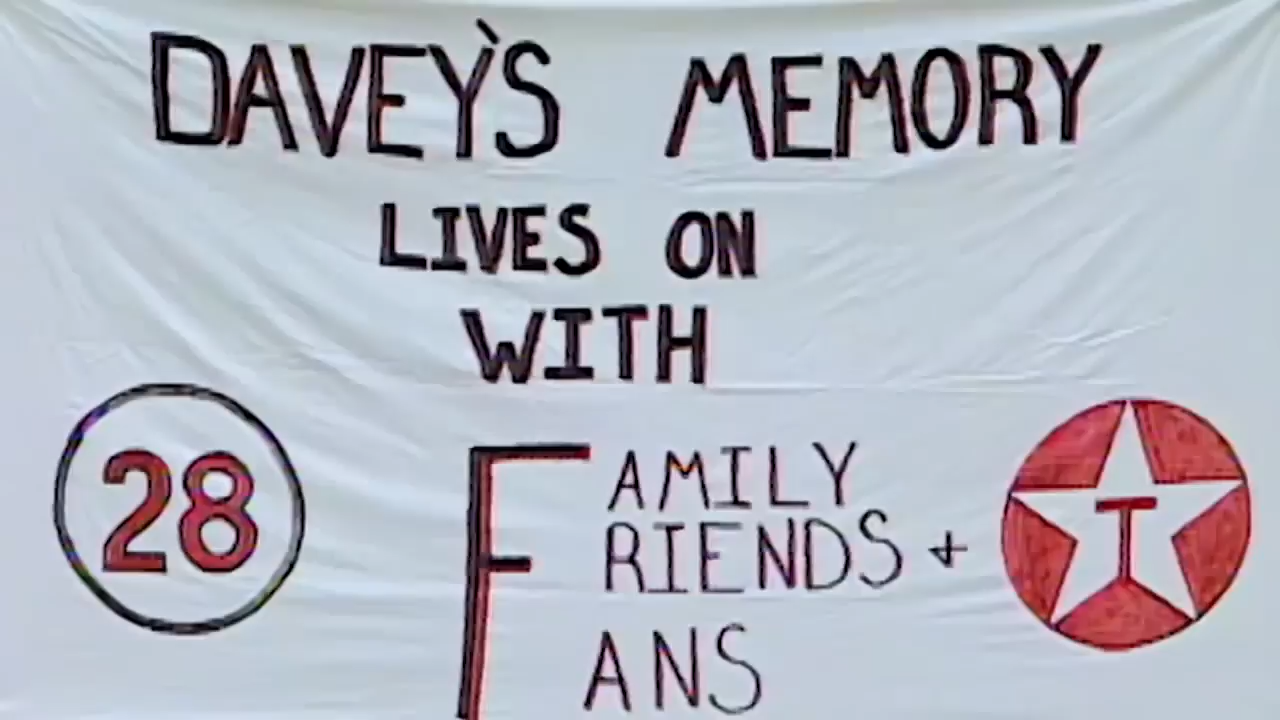 DAVEY'S MEMORY
LIVES ON
WITH
28
FAMILY
FRIENDS +
FANS
T